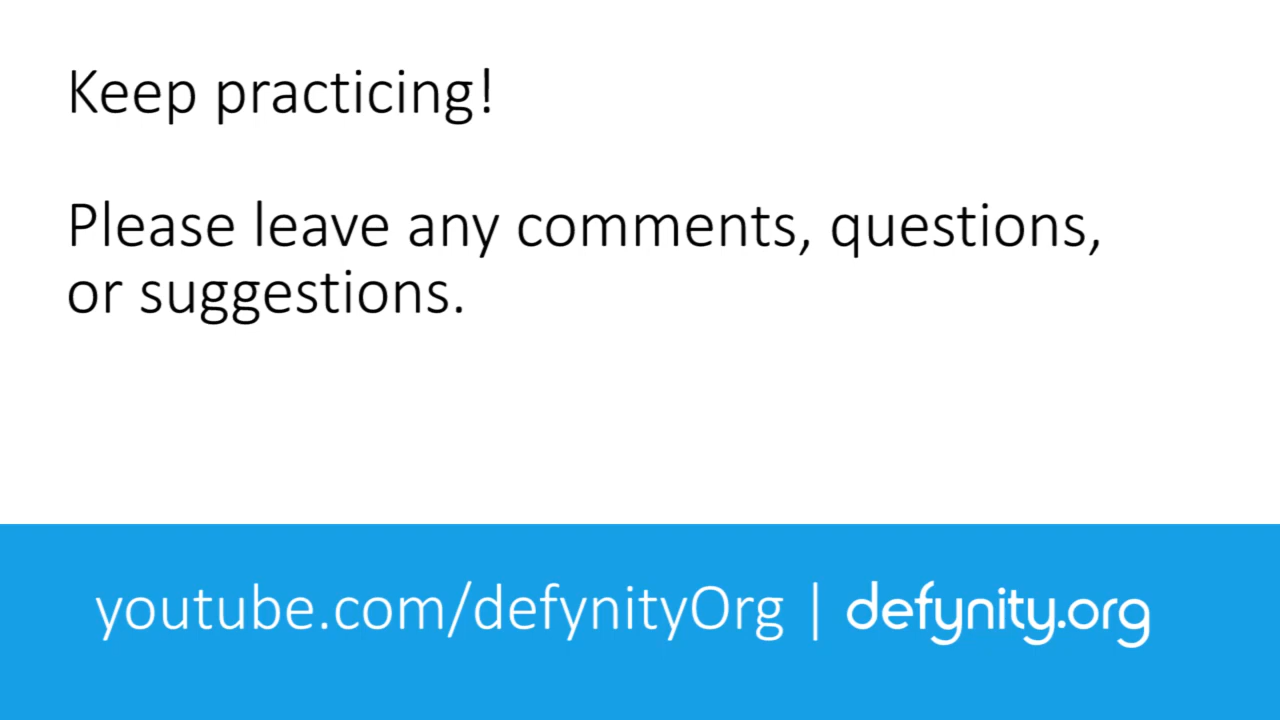 Keep practicing!
Please leave any comments, questions,
or suggestions.
youtube.com/defynityOrg | defynity.org